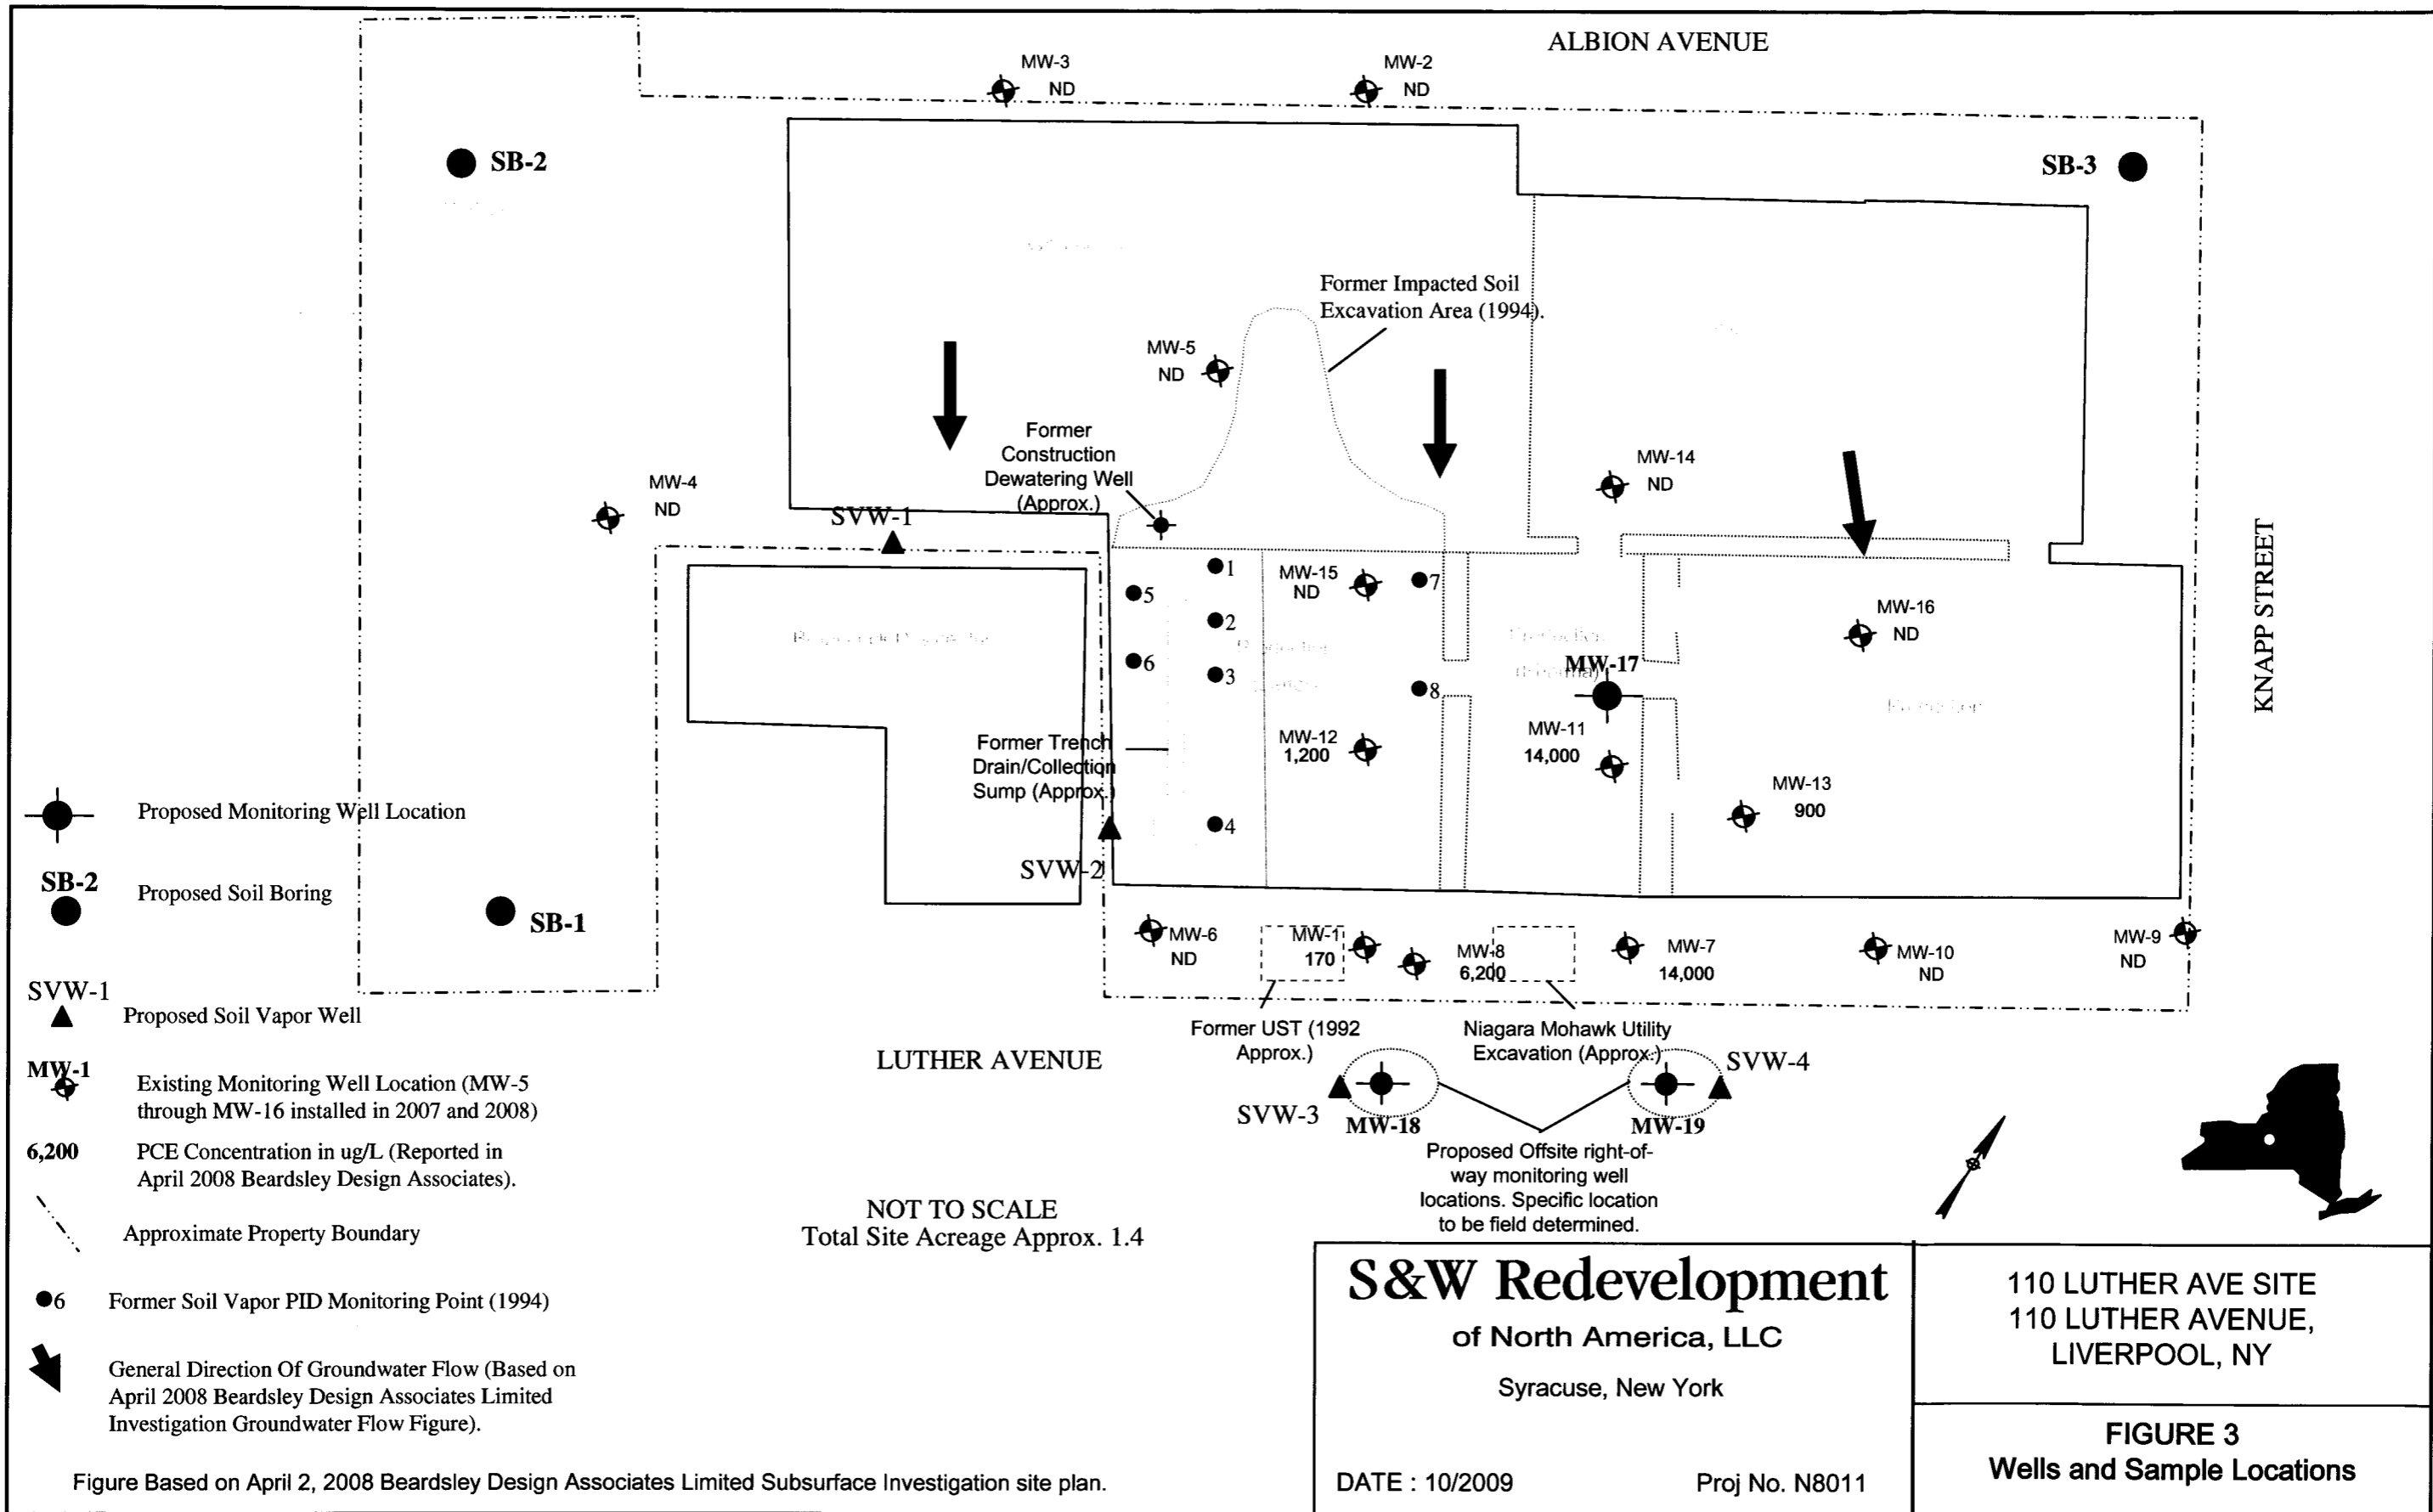 ALBION AVENUE
MW-3
ND
MW-2
ND
SB-2
SB-3
Former Impacted Soil
Excavation Area (1994).
MW-5
ND
Former
Construction
Dewatering Well
(Approx.)
MW-4
ND
SVW-1
MW-14
ND
KNAPP STREET
1
5
2
6
3
4
MW-15
ND
7
8
MW-16
ND
Production
MW-17
MW-11
14,000
MW-12
1,200
MW-13
900
Former Trench
Drain/Collection
Sump (Approx.)
SVW-2
Proposed Monitoring Well Location
SB-2
Proposed Soil Boring
SB-1
MW-6
ND
MW-1
170
MW-8
6,200
MW-7
14,000
MW-10
ND
MW-9
ND
SVW-1
Proposed Soil Vapor Well
Former UST (1992
Approx.)
Niagara Mohawk Utility
Excavation (Approx.)
LUTHER AVENUE
SVW-3
MW-18
MW-19
SVW-4
Proposed Offsite right-of-
way monitoring well
locations. Specific location
to be field determined.
MW-1
Existing Monitoring Well Location (MW-5
through MW-16 installed in 2007 and 2008)
6,200
PCE Concentration in ug/L (Reported in
April 2008 Beardsley Design Associates).
Approximate Property Boundary
NOT TO SCALE
Total Site Acreage Approx. 1.4
6
Former Soil Vapor PID Monitoring Point (1994)
General Direction Of Groundwater Flow (Based on
April 2008 Beardsley Design Associates Limited
Investigation Groundwater Flow Figure).
Figure Based on April 2, 2008 Beardsley Design Associates Limited Subsurface Investigation site plan.
S&W Redevelopment
of North America, LLC
Syracuse, New York
DATE : 10/2009
Proj No. N8011
110 LUTHER AVE SITE
110 LUTHER AVENUE,
LIVERPOOL, NY
FIGURE 3
Wells and Sample Locations